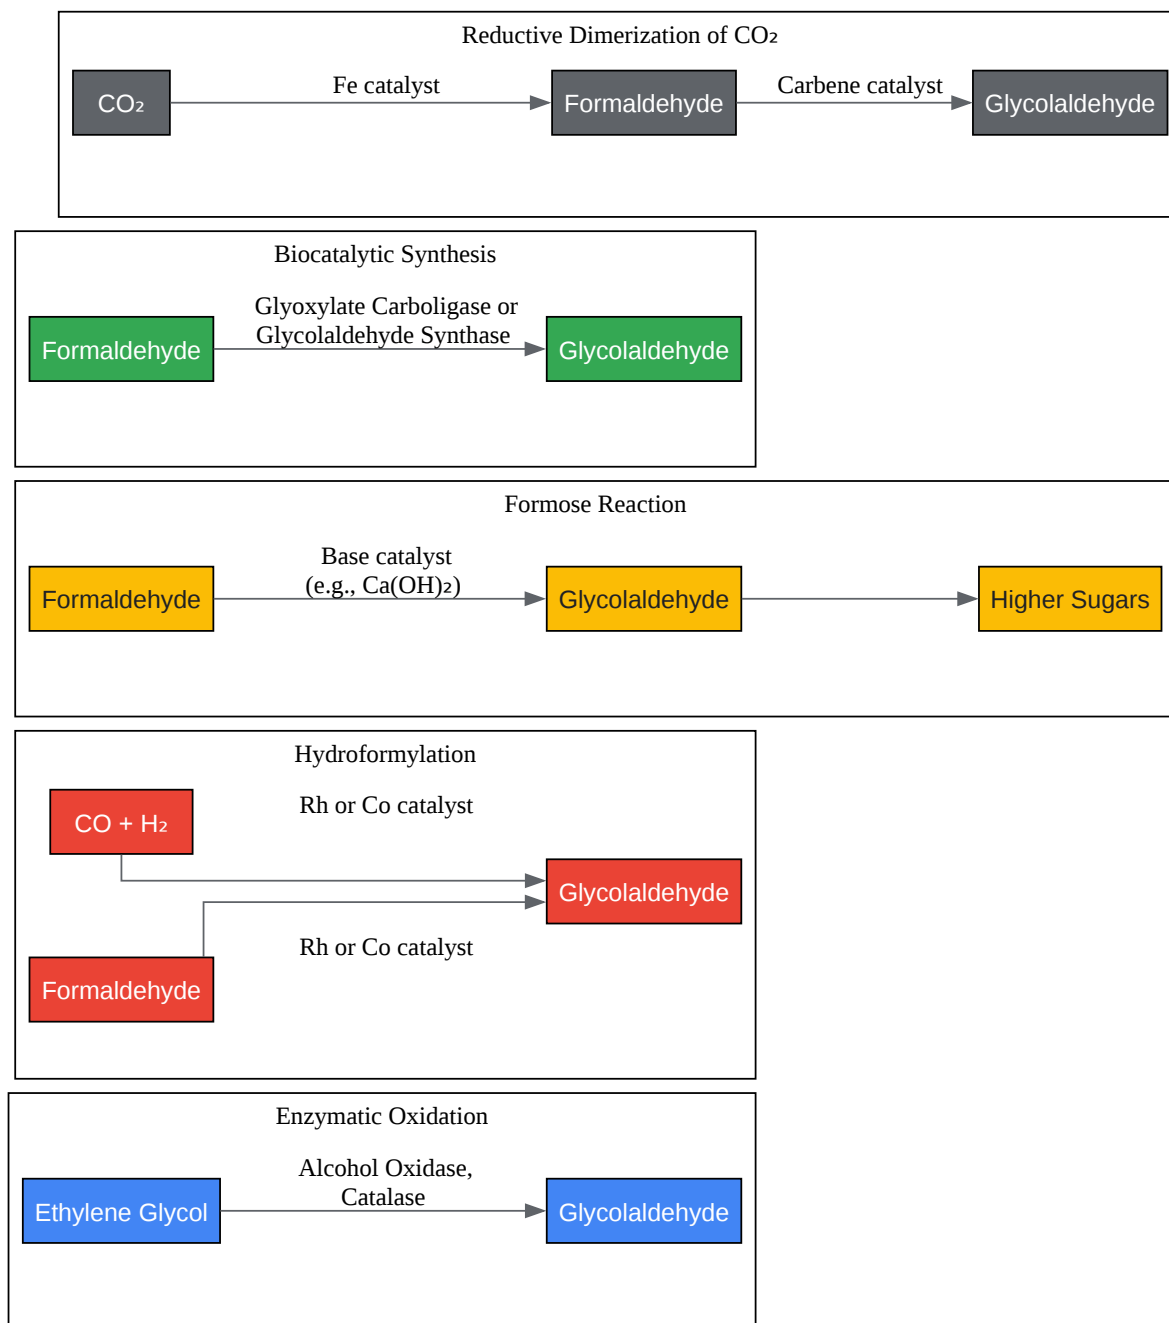 Reductive Dimerization of CO₂
CO₂
Fe catalyst
Formaldehyde
Carbene catalyst
Glycolaldehyde
Biocatalytic Synthesis
Formaldehyde
Glyoxylate Carboligase or
Glycolaldehyde Synthase
Glycolaldehyde
Formose Reaction
Formaldehyde
Base catalyst
(e.g., Ca(OH)₂)
Glycolaldehyde
Higher Sugars
Hydroformylation
CO + H₂
Rh or Co catalyst
Glycolaldehyde
Rh or Co catalyst
Formaldehyde
Enzymatic Oxidation
Ethylene Glycol
Alcohol Oxidase,
Catalase
Glycolaldehyde